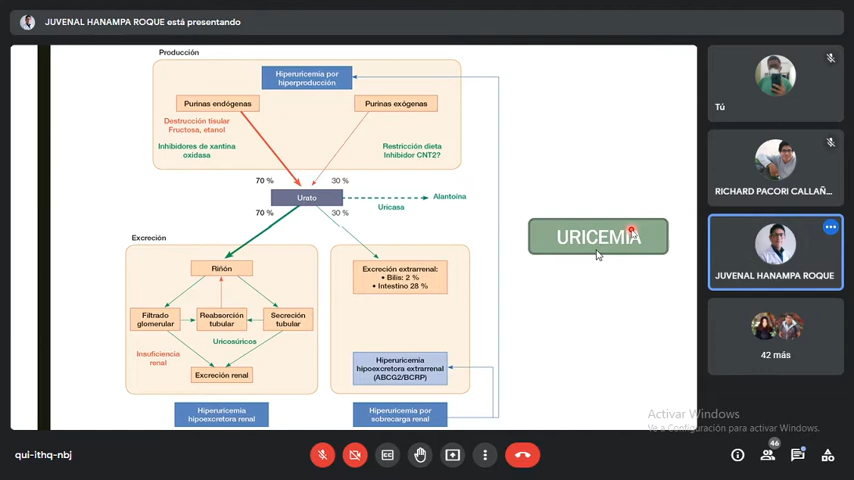 JUVENAL HANAMPA ROQUE está presentando
Producción
Hiperuricemia por
hiperproducción
Purinas endógenas
Purinas exógenas
Destrucción tisular
Fructosa, etanol
Inhibidores de xantina
oxidasa
Restricción dieta
Inhibidor CNT2?
70 %
30 %
Urato
Alantoína
Uricasa
70 %
30 %
Excreción
Riñón
Filtrado
glomerular
Reabsorción
tubular
Secreción
tubular
Uricosúricos
Insuficiencia
renal
Excreción renal
Hiperuricemia
hipoexcretora renal
Excreción extrarrenal:
• Bilis: 2 %
• Intestino 28 %
Hiperuricemia
hipoexcretora extrarrenal
(ABCG2/BCRP)
Hiperuricemia por
sobrecarga renal
URICEMIA
Tú
RICHARD PACORI CALLAÑ...
JUVENAL HANAMPA ROQUE
42 más
Activar Windows
Ve a Configuración para activar Windows.
qui-ithq-nbj
46